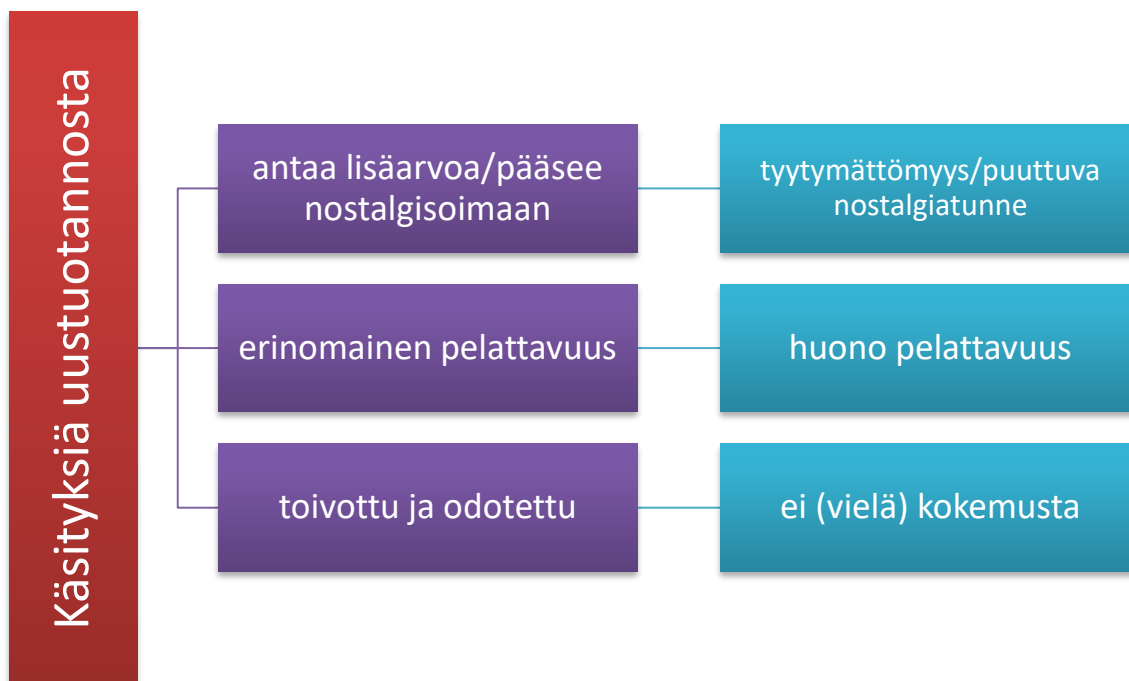 Käsityksiä uustuotannosta
antaa lisäarvoa/pääsee
nostalgisoimaan
tyytymättömyys/puuttuva
nostalgiatunne
erinomainen pelattavuus
huono pelattavuus
toivottu ja odotettu
ei (vielä) kokemusta